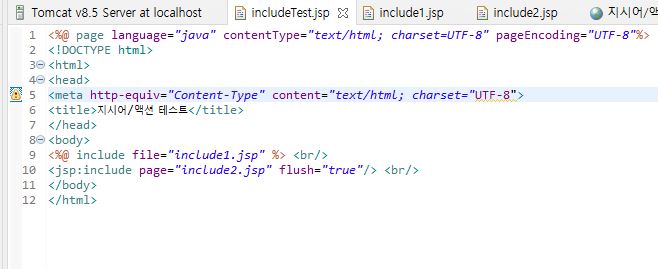 Tomcat v8.5 Server at localhost
includeTest.jsp
include1.jsp
include2.jsp
지시어/액
1 <%@ page language="java" contentType="text/html; charset=UTF-8" pageEncoding="UTF-8"%>
2 <!DOCTYPE html>
3 <html>
4 <head>
5 <meta http-equiv="Content-Type" content="text/html; charset="UTF-8">
6 <title>지시어/액션 테스트</title>
7 </head>
8 <body>
9 <%@ include file="include1.jsp" %> <br/>
10 <jsp:include page="include2.jsp" flush="true"/> <br/>
11 </body>
12 </html>